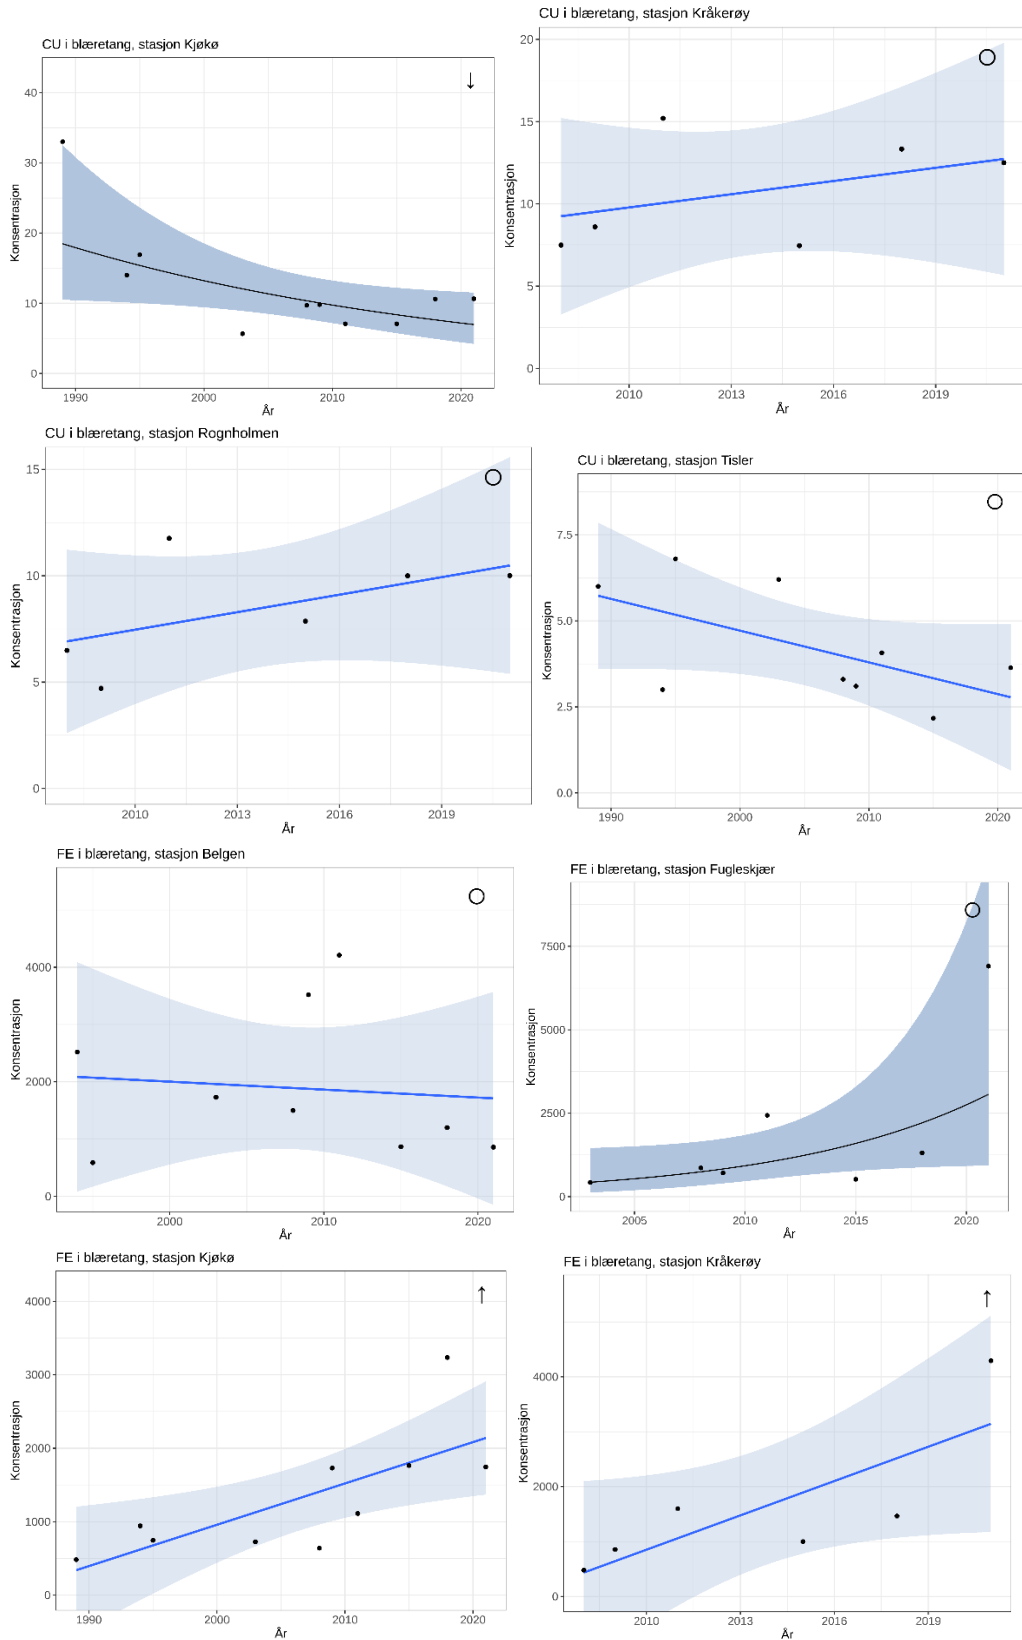 CU i blæretang, stasjon Kjøkø
↓
Konsentrasjon
40
30
20
10
0
1990
2000
2010
2020
År
CU i blæretang, stasjon Kråkerøy
Konsentrasjon
20
15
10
5
0
2010
2013
2016
2019
År
CU i blæretang, stasjon Rognholmen
Konsentrasjon
15
10
5
0
2010
2013
2016
2019
År
CU i blæretang, stasjon Tisler
Konsentrasjon
7.5
5.0
2.5
0.0
1990
2000
2010
2020
År
FE i blæretang, stasjon Belgen
Konsentrasjon
4000
2000
0
2000
2010
2020
År
FE i blæretang, stasjon Fugleskjær
Konsentrasjon
7500
5000
2500
0
2005
2010
2015
2020
År
FE i blæretang, stasjon Kjøkø
↑
Konsentrasjon
4000
3000
2000
1000
0
1990
2000
2010
2020
År
FE i blæretang, stasjon Kråkerøy
↑
Konsentrasjon
4000
2000
0
2010
2013
2016
2019
År